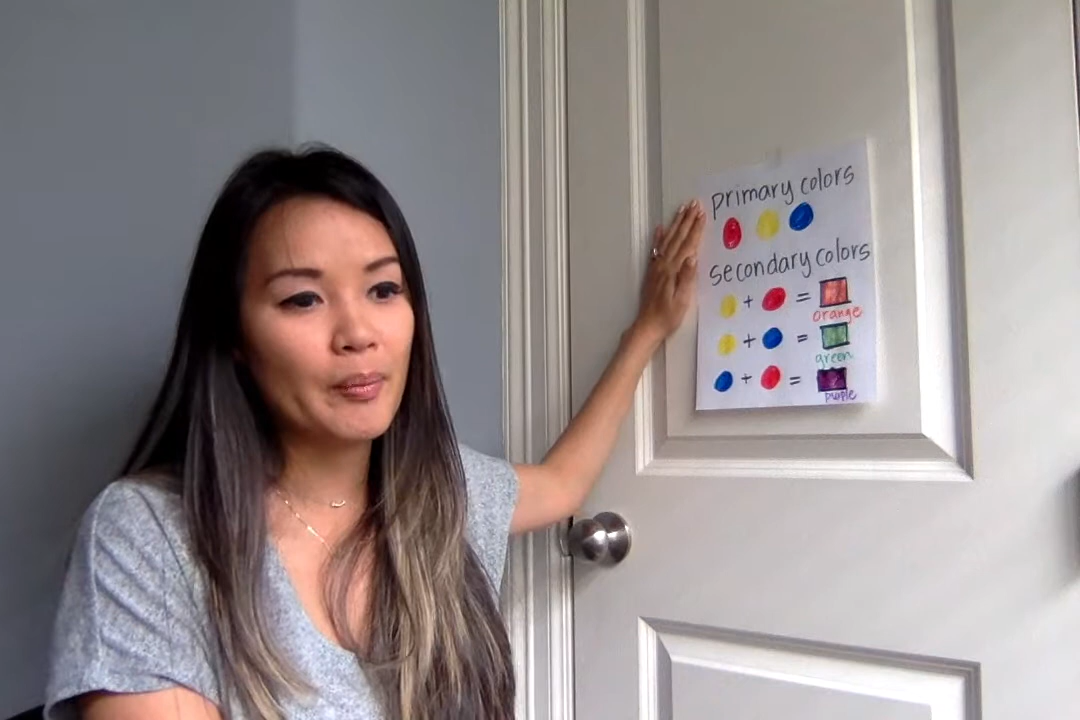 primary colors
secondary colors
+ =
orange
+ =
green
+ =
purple